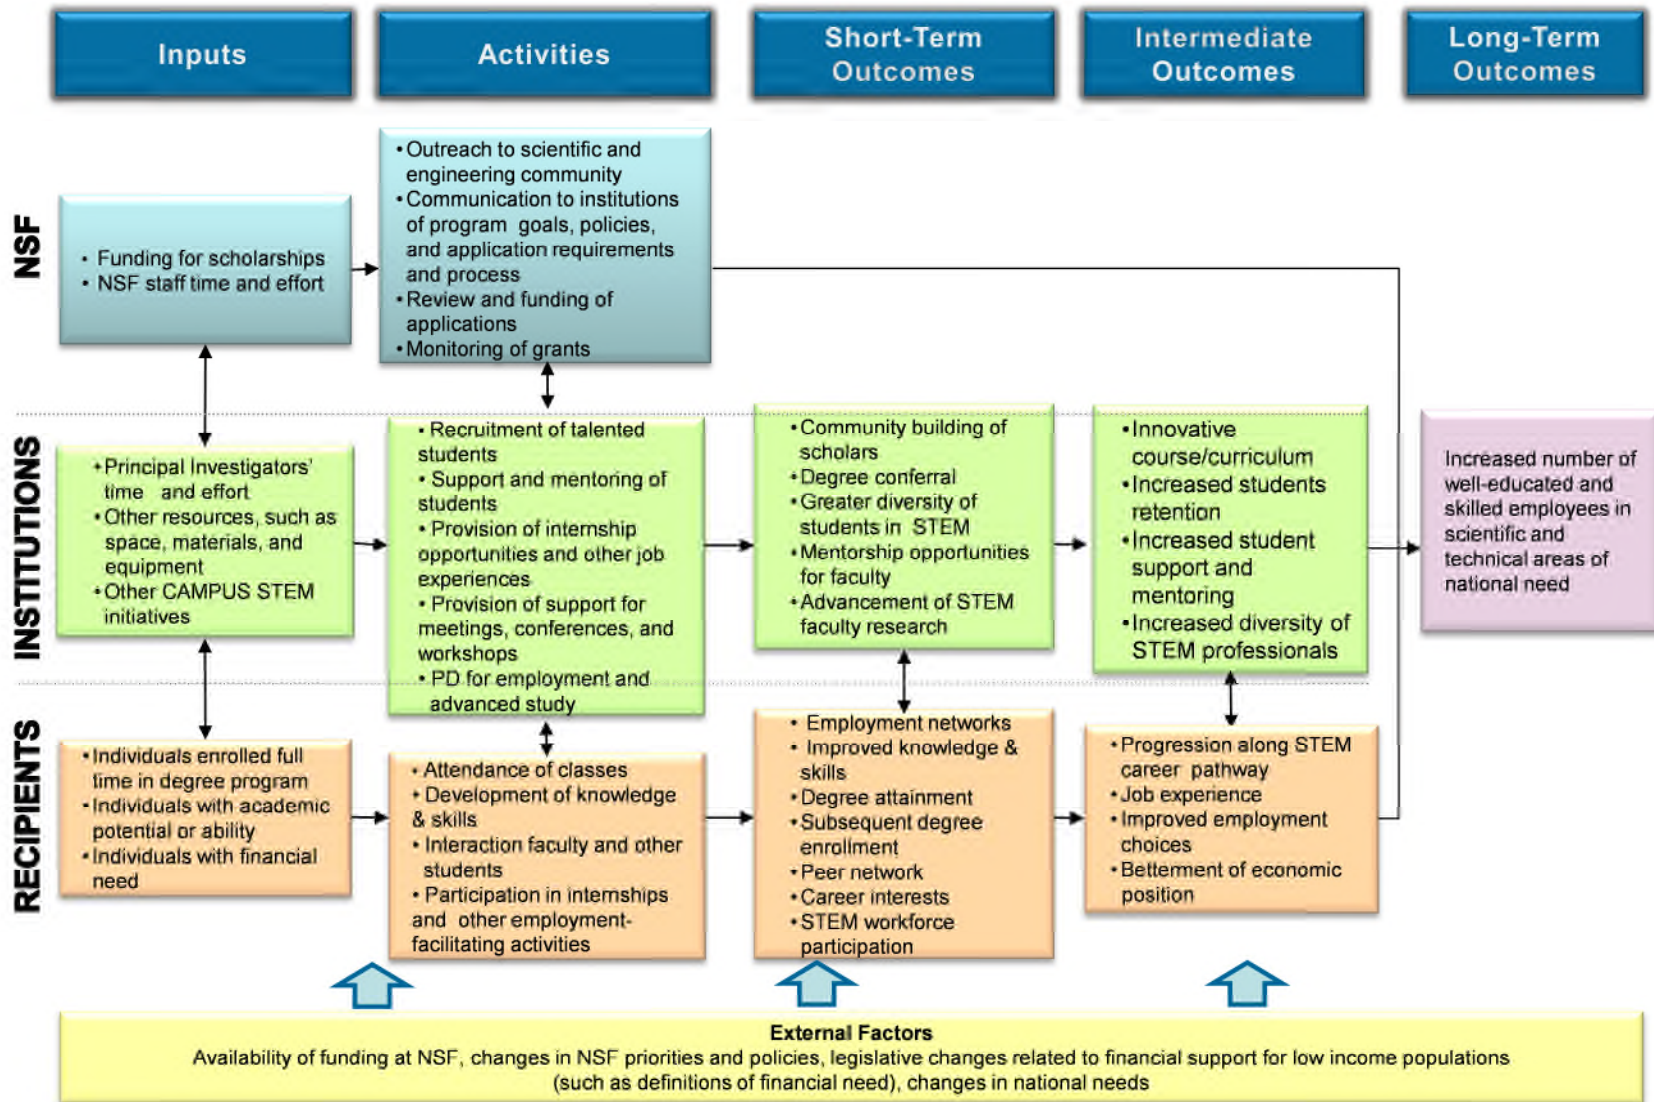 Inputs
Activities
Short-Term
Outcomes
Intermediate
Outcomes
Long-Term
Outcomes
NSF
• Funding for scholarships
• NSF staff time and effort
• Outreach to scientific and
engineering community
• Communication to institutions
of program goals, policies,
and application requirements
and process
• Review and funding of
applications
• Monitoring of grants
INSTITUTIONS
• Principal Investigators'
time and effort
• Other resources, such as
space, materials, and
equipment
• Other CAMPUS STEM
initiatives
• Recruitment of talented
students
• Support and mentoring of
students
• Provision of internship
opportunities and other job
experiences
• Provision of support for
meetings, conferences, and
workshops
• PD for employment and
advanced study
• Community building of
scholars
• Degree conferral
• Greater diversity of
students in STEM
• Mentorship opportunities
for faculty
• Advancement of STEM
faculty research
• Innovative
course/curriculum
• Increased students
retention
• Increased student
support and
mentoring
• Increased diversity of
STEM professionals
Increased number of
well-educated and
skilled employees in
scientific and
technical areas of
national need
RECIPIENTS
• Individuals enrolled full
time in degree program
• Individuals with academic
potential or ability
• Individuals with financial
need
• Attendance of classes
• Development of knowledge
& skills
• Interaction faculty and other
students
• Participation in internships
and other employment-
facilitating activities
• Employment networks
• Improved knowledge &
skills
• Degree attainment
• Subsequent degree
enrollment
• Peer network
• Career interests
• STEM workforce
participation
• Progression along STEM
career pathway
• Job experience
• Improved employment
choices
• Betterment of economic
position
External Factors
Availability of funding at NSF, changes in NSF priorities and policies, legislative changes related to financial support for low income populations
(such as definitions of financial need), changes in national needs